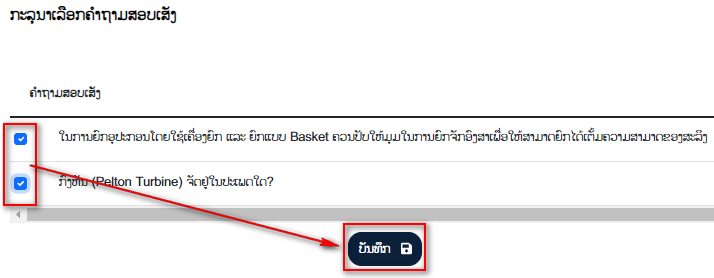 ກະລຸນາເລືອກຄຳຖາມສອບເສັງ
ຄຳຖາມສອບເສັງ
ໃນການຍົກອຸປະກອນໂດຍໃຊ້ເຄື່ອງຍົກ ແລະ ຍົກແບບ Basket ຄວນປັບໃຫ້ມຸມໃນການຍົກຈັກອົງສາເພື່ອໃຫ້ສາມາດຍົກໄດ້ເຕັມຄວາມສາມາດຂອງສະລິງ
ກົງຫັນ (Pelton Turbine) ຈັດຢູ່ໃນປະເພດໃດ?
ບັນທຶກ